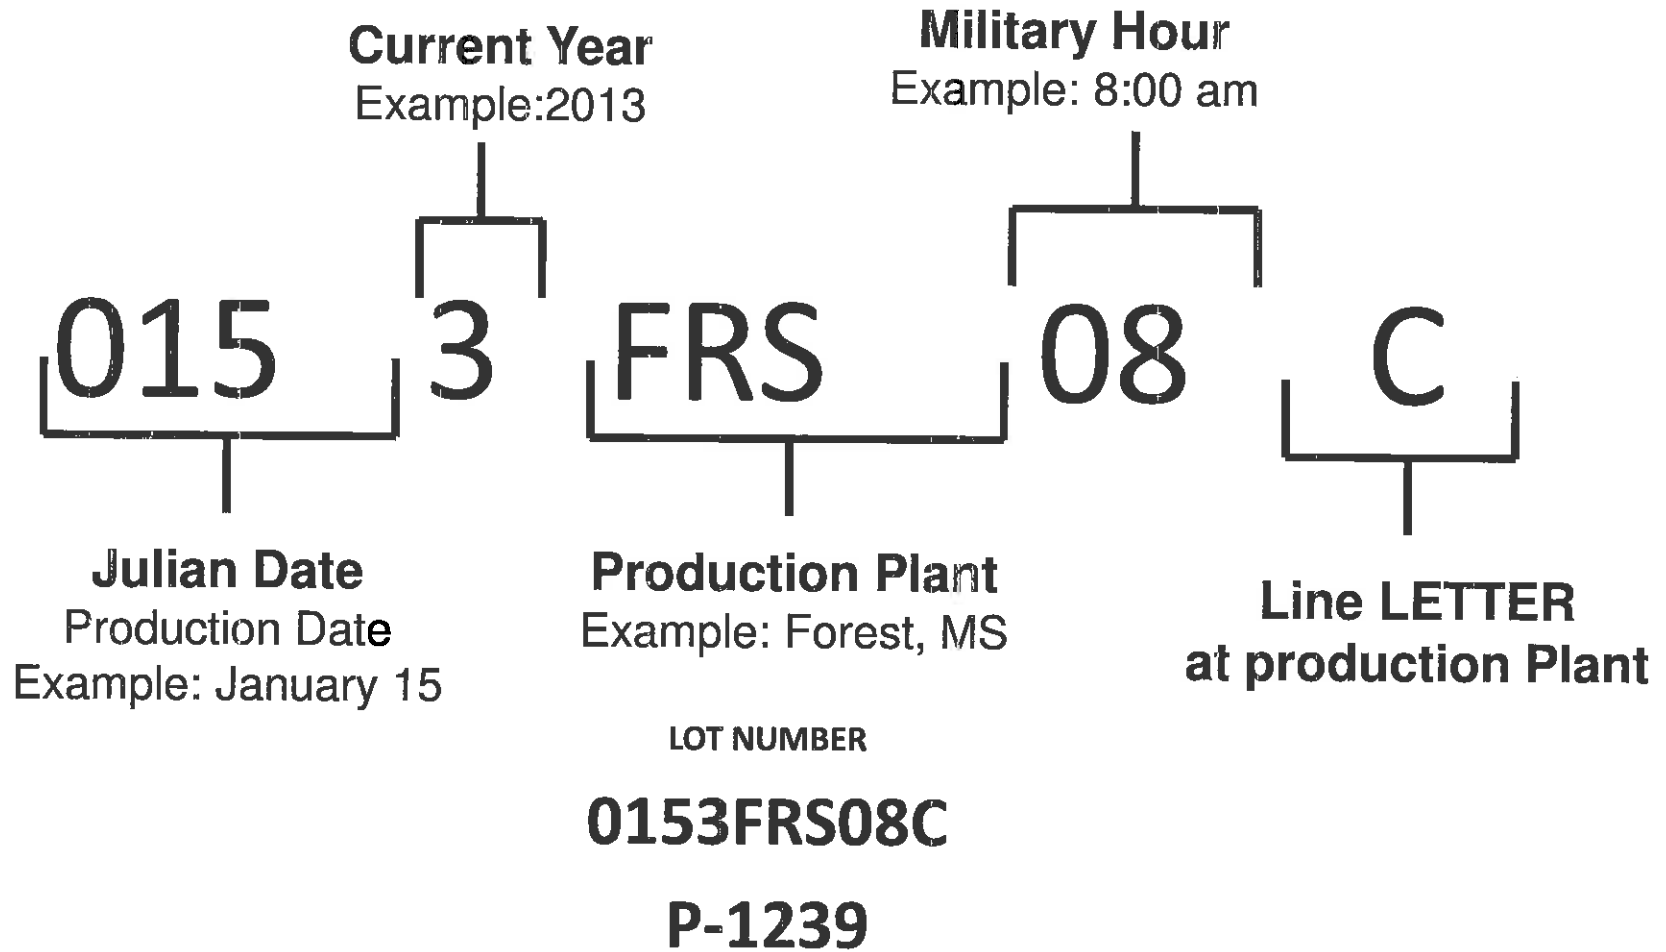 Current Year
Example:2013
Military Hour
Example: 8:00 am
015 3 FRS 08 C
Julian Date
Production Date
Example: January 15
Production Plant
Example: Forest, MS
Line LETTER
at production Plant
LOT NUMBER
0153FRS08C
P-1239